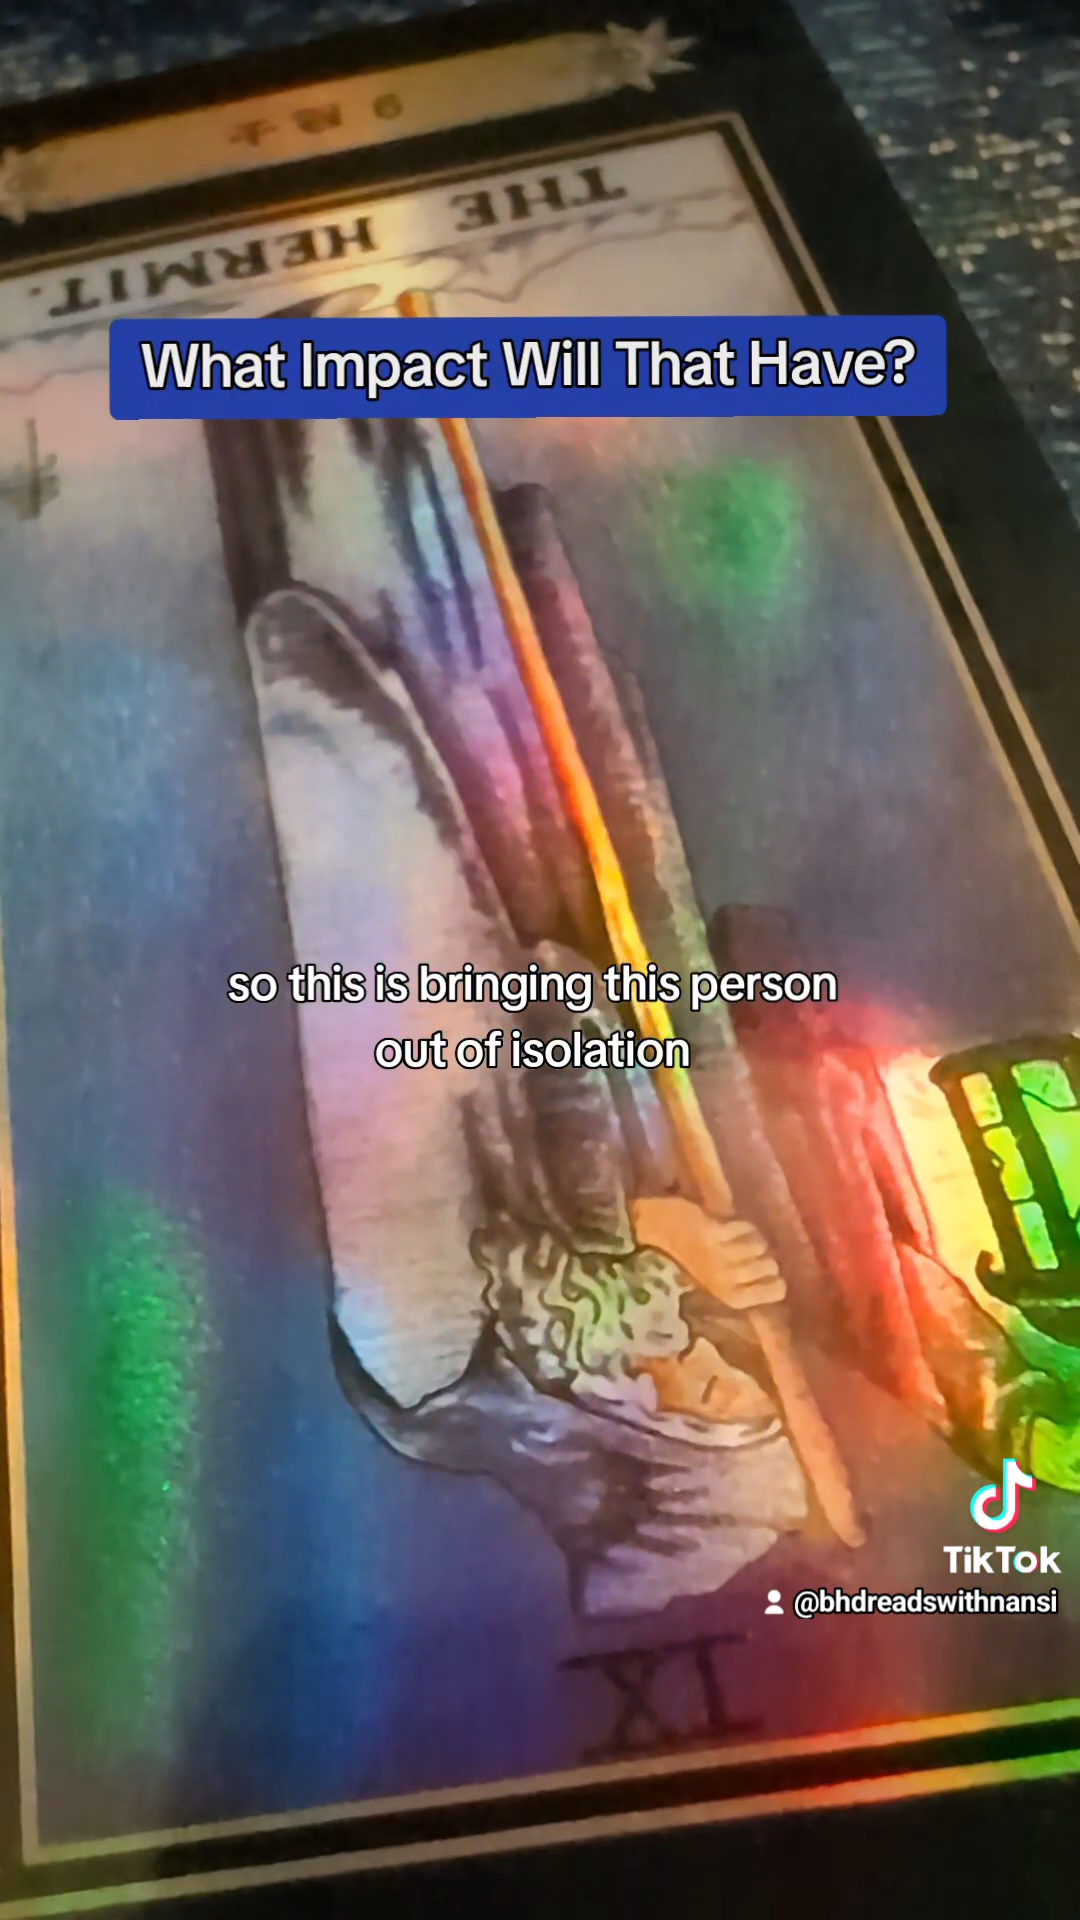 THE HERMIT.
What Impact Will That Have?
so this is bringing this person
out of isolation
TikTok
@bhdreadswithnansi
IX